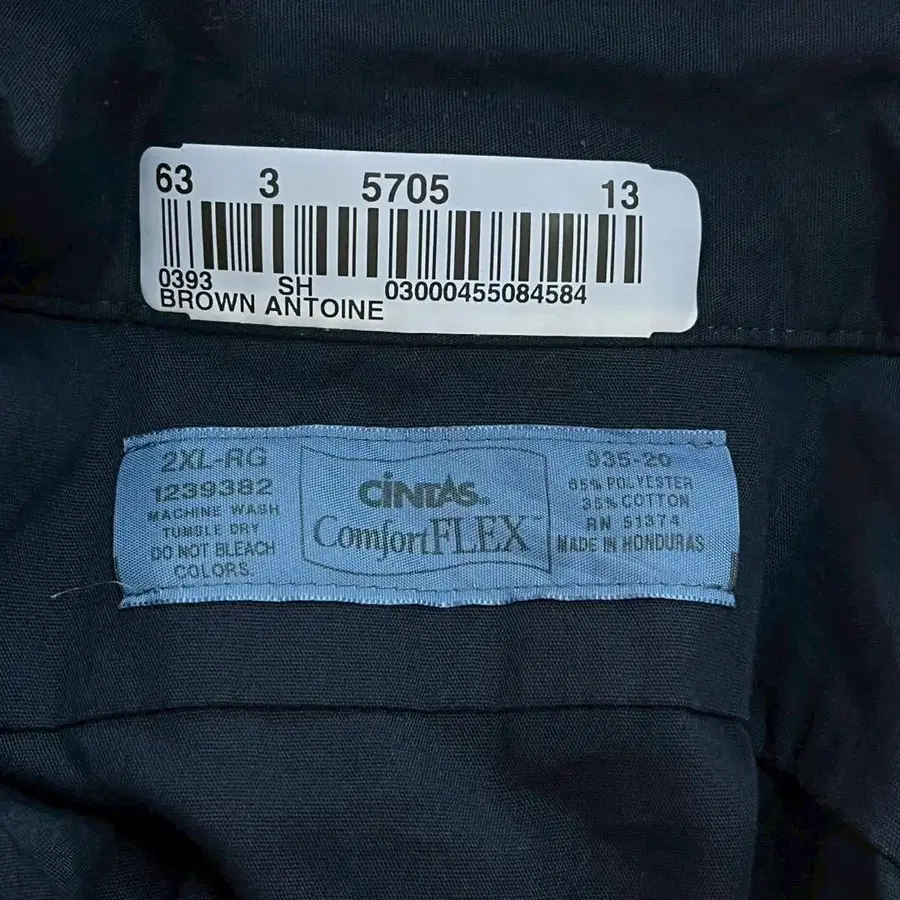 63 3 5705 13
0393 SH 03000455084584
BROWN ANTOINE
2XL-RG
1239382
MACHINE WASH
TUMBLE DRY
DO NOT BLEACH
COLORS.
CINTAS.
ComfortFLEX™
935-20
65% POLYESTER
35% COTTON
RN 51374
MADE IN HONDURAS